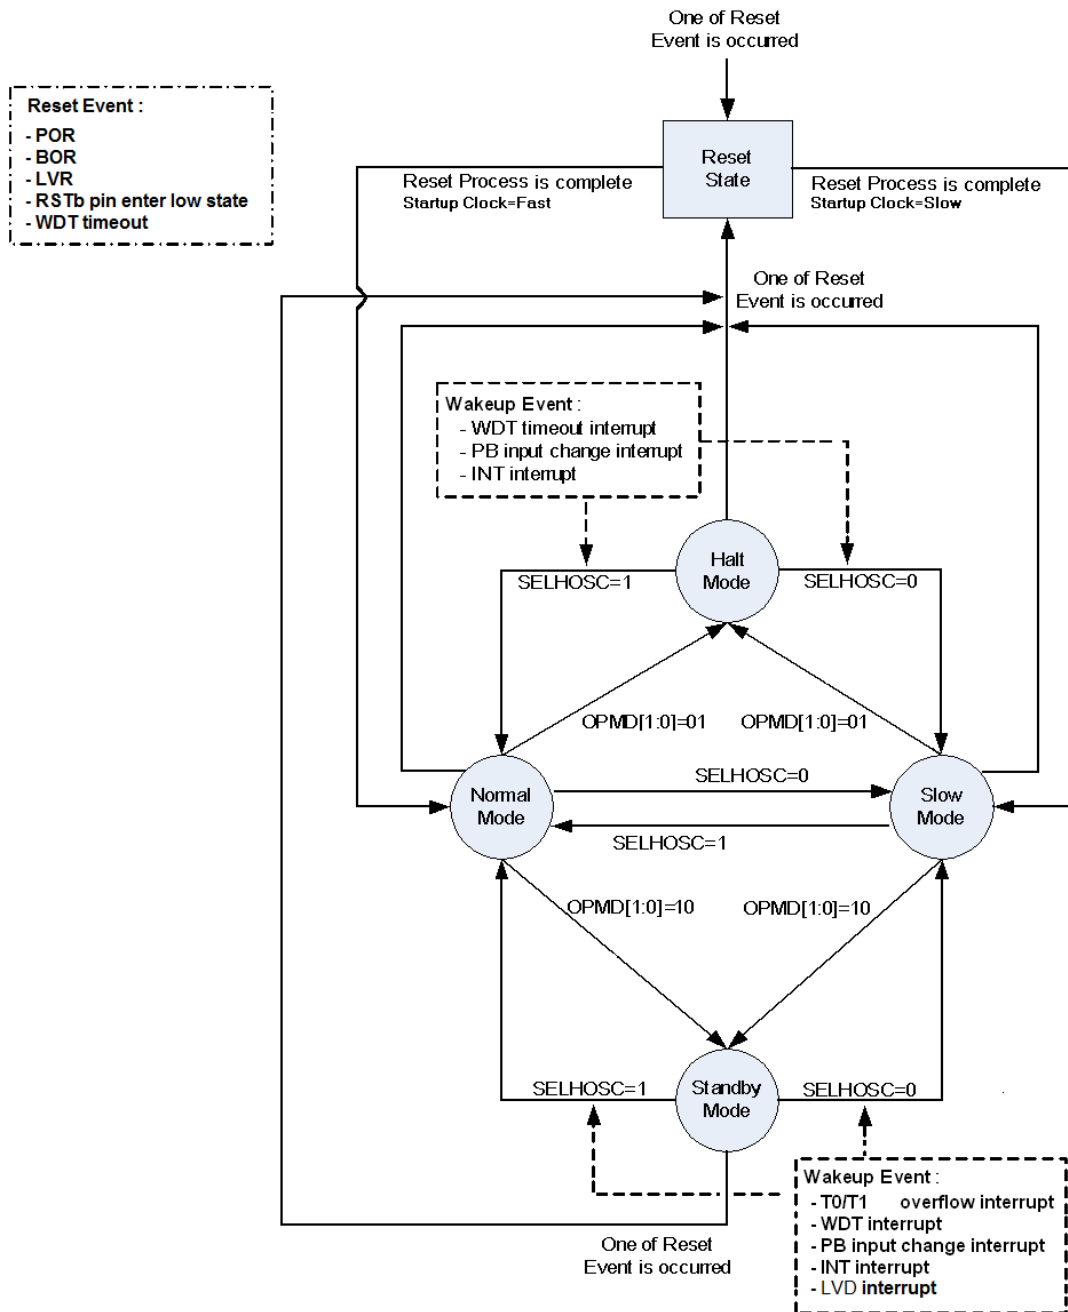 One of Reset
Event is occurred
Reset Event :
- POR
- BOR
- LVR
- RSTb pin enter low state
- WDT timeout
Reset
State
Reset Process is complete
Startup Clock=Fast
Reset Process is complete
Startup Clock=Slow
One of Reset
Event is occurred
Wakeup Event :
- WDT timeout interrupt
- PB input change interrupt
- INT interrupt
Halt
Mode
SELHOSC=1
SELHOSC=0
OPMD[1:0]=01
OPMD[1:0]=01
SELHOSC=0
Normal
Mode
Slow
Mode
SELHOSC=1
OPMD[1:0]=10
OPMD[1:0]=10
SELHOSC=1
Standby
Mode
SELHOSC=0
Wakeup Event :
- T0/T1 overflow interrupt
- WDT interrupt
- PB input change interrupt
- INT interrupt
- LVD interrupt
One of Reset
Event is occurred